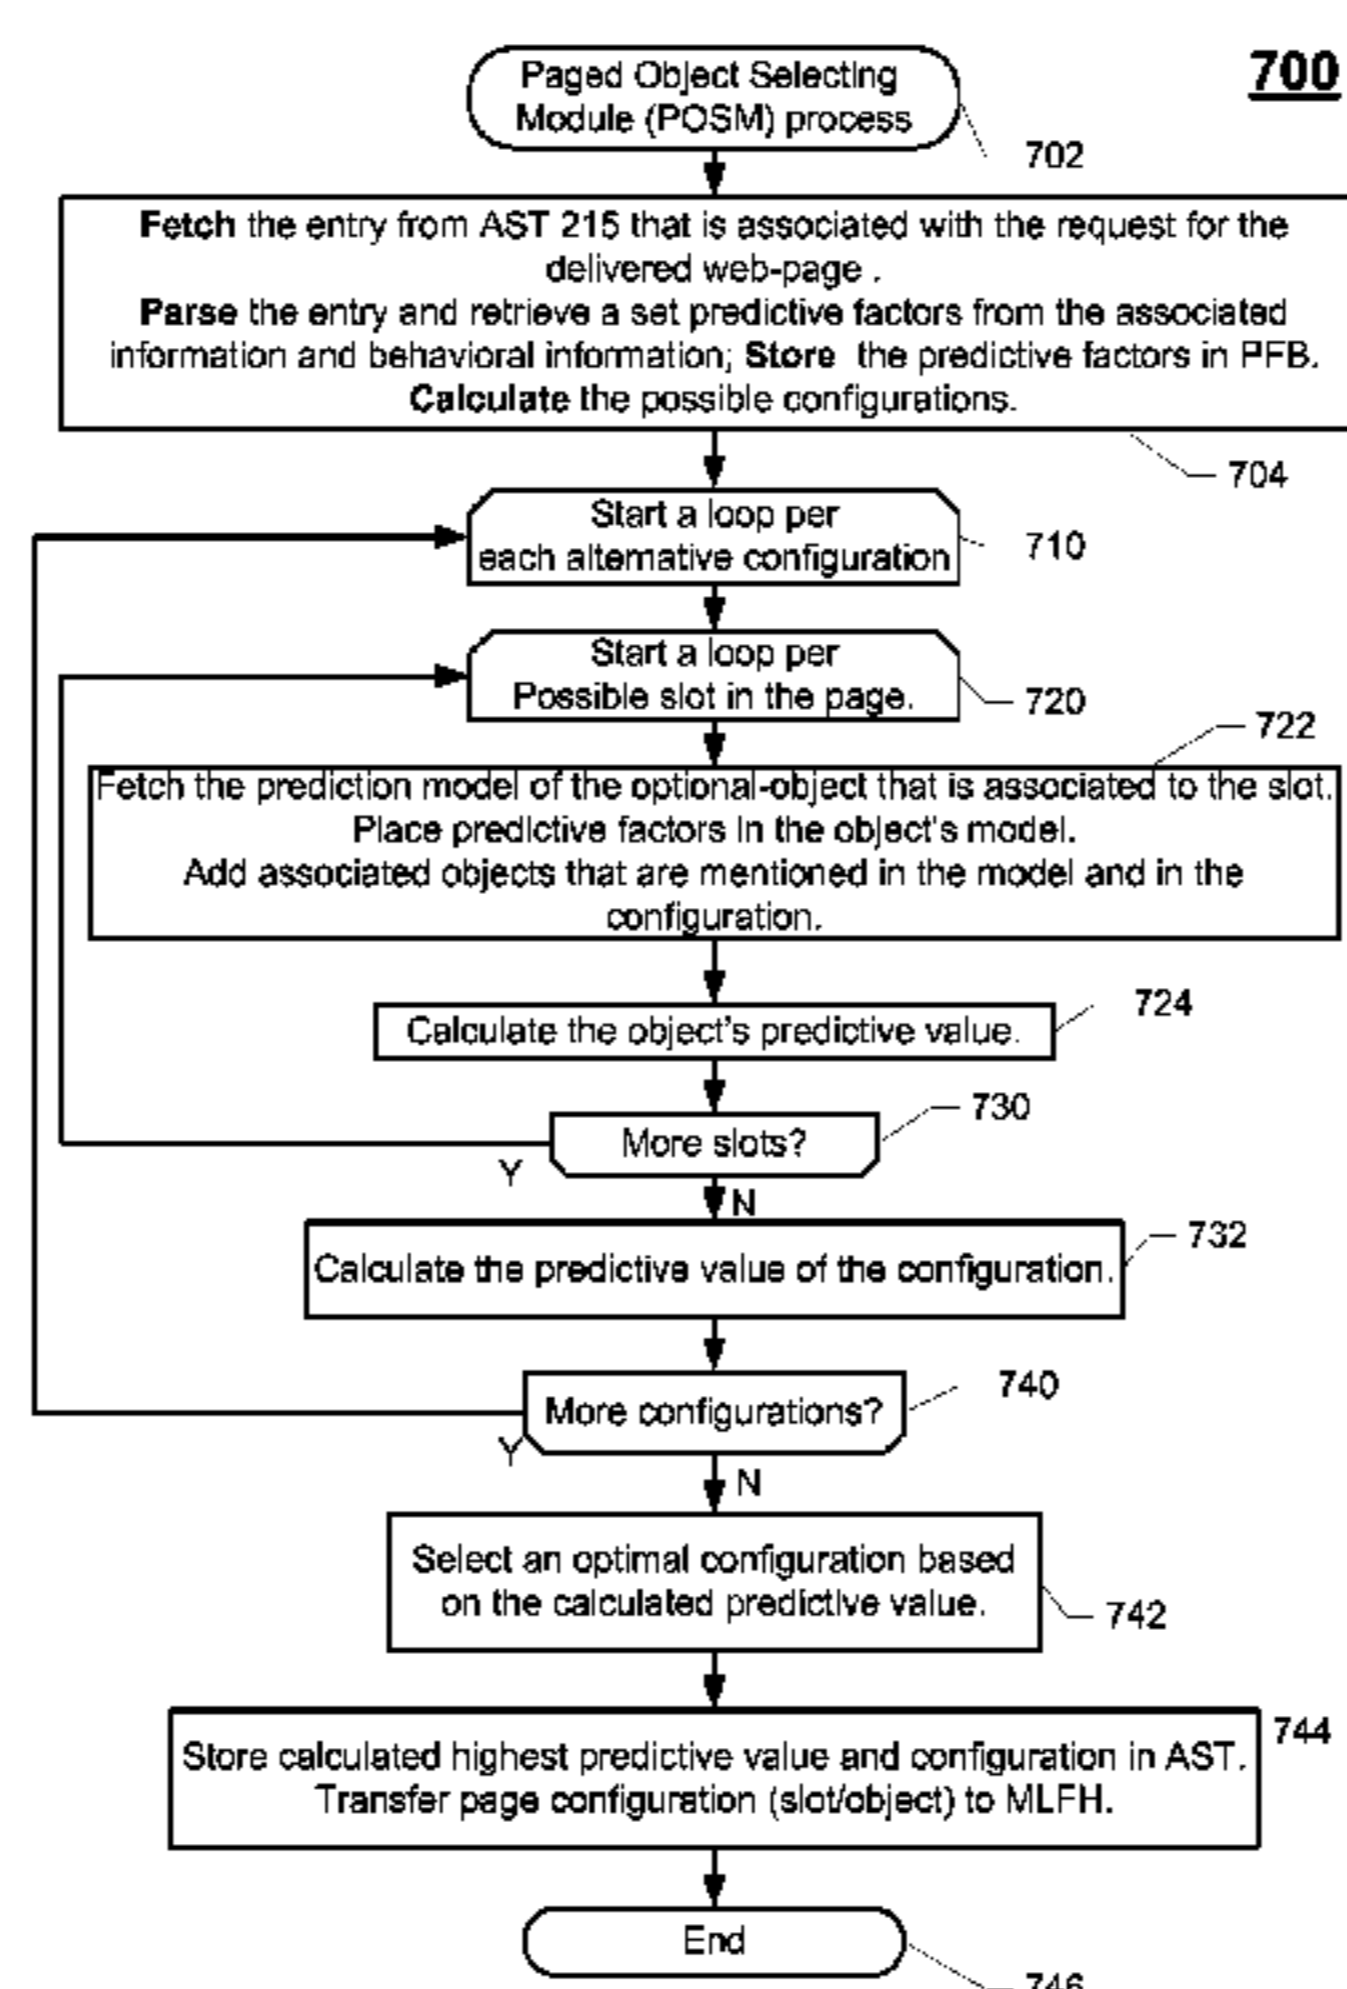 700
Paged Object Selecting
Module (POSM) process
702
Fetch the entry from AST 215 that is associated with the request for the
delivered web-page .
Parse the entry and retrieve a set predictive factors from the associated
information and behavioral information; Store the predictive factors in PFB.
Calculate the possible configurations.
704
Start a loop per
each alternative configuration
710
Start a loop per
Possible slot in the page.
720
722
Fetch the prediction model of the optional-object that is associated to the slot.
Place predictive factors in the object's model.
Add associated objects that are mentioned in the model and in the
configuration.
724
Calculate the object's predictive value.
730
More slots?
Y
N
732
Calculate the predictive value of the configuration.
740
More configurations?
Y
N
Select an optimal configuration based
on the calculated predictive value.
742
744
Store calculated highest predictive value and configuration in AST.
Transfer page configuration (slot/object) to MLFH.
End
746